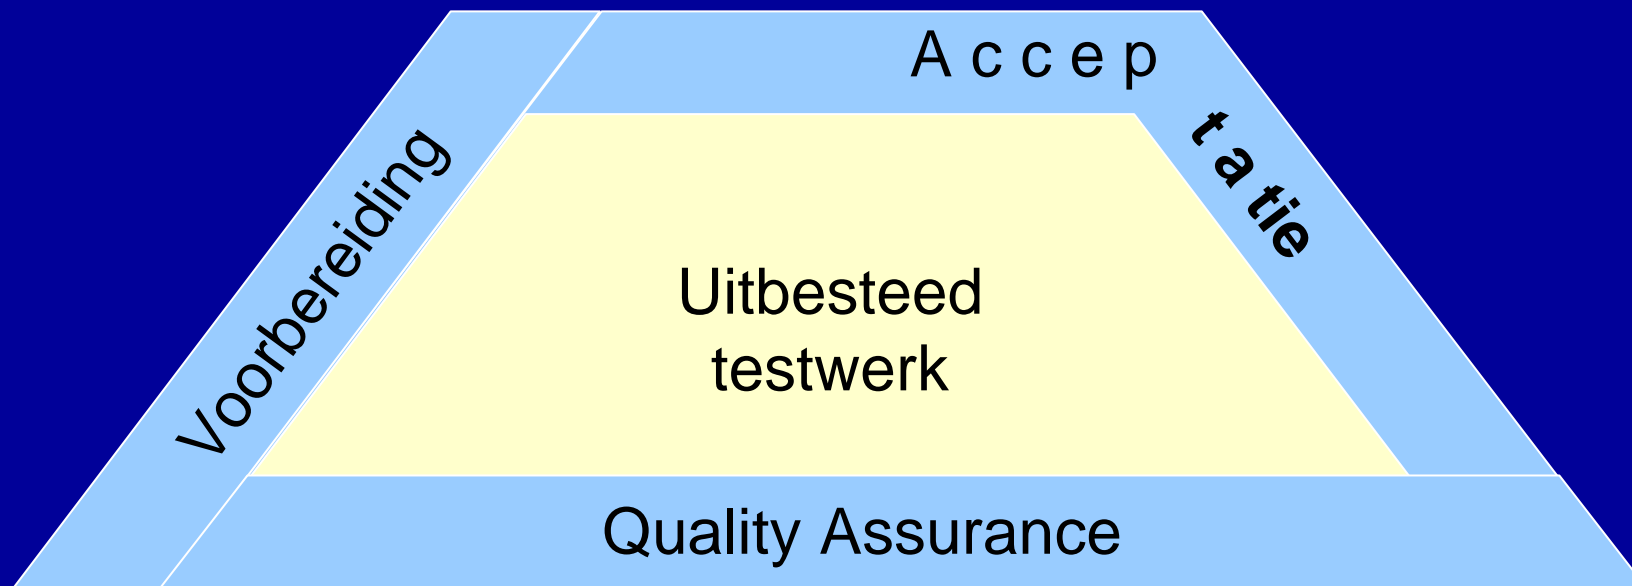 A c c e p
t a tie
Voorbereiding
Uitbesteed
testwerk
Quality Assurance